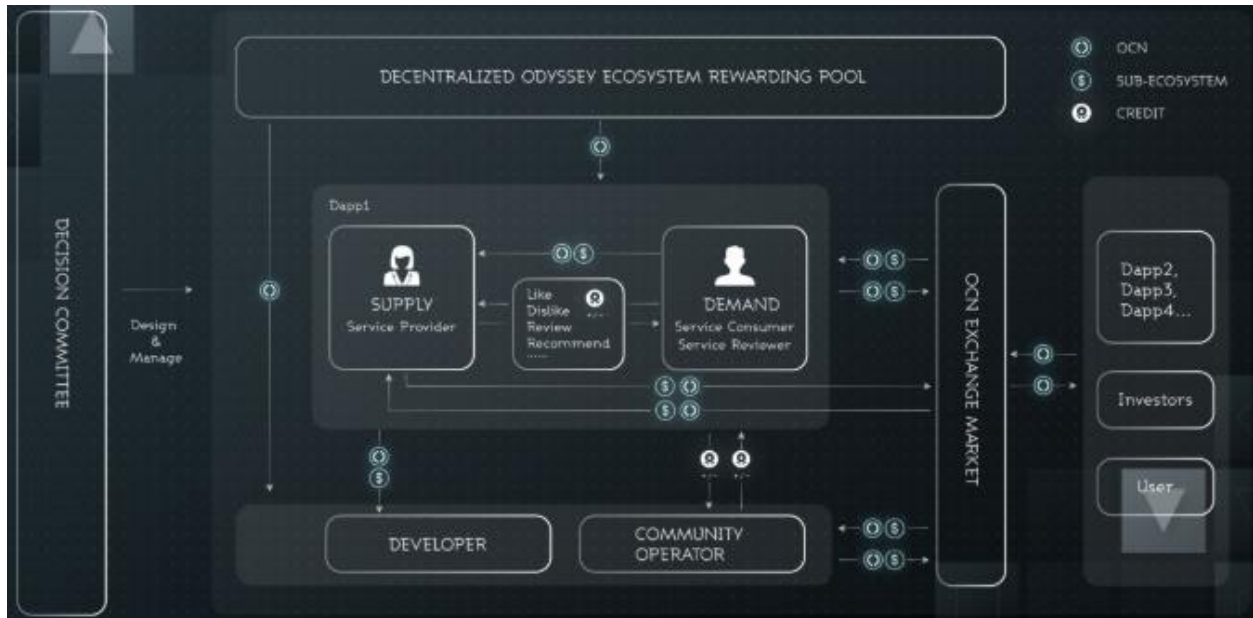 DECENTRALIZED ODYSSEY ECOSYSTEM REWARDING POOL
OCN
SUB-ECOSYSTEM
CREDIT
DECISION COMMITTEE
Design
&
Manage
Dapp1
SUPPLY
Service Provider
Like
Dislike
Review
Recommend
......
+/-
DEMAND
Service Consumer
Service Reviewer
OCN EXCHANGE MARKET
Dapp2,
Dapp3,
Dapp4...
Investors
User
+/-
+/-
DEVELOPER
COMMUNITY
OPERATOR